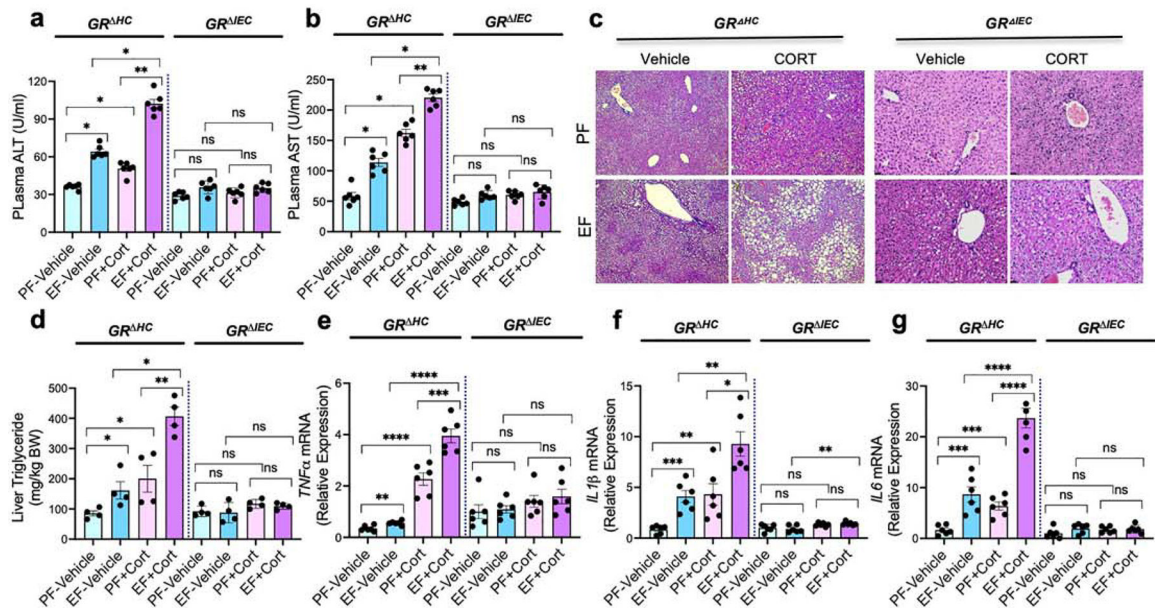 a
GRΔHC
GRΔIEC
PLasma ALT (U/ml)
120
90
60
30
0
*
**
*
*
ns
ns
ns
ns
PF-Vehicle
EF-Vehicle
PF+Cort
EF+Cort
PF-Vehicle
EF-Vehicle
PF+Cort
EF+Cort
b
GRΔHC
GRΔIEC
PLasma AST (U/ml)
250
200
150
100
50
0
*
**
*
*
ns
ns
ns
ns
PF-Vehicle
EF-Vehicle
PF+Cort
EF+Cort
PF-Vehicle
EF-Vehicle
PF+Cort
EF+Cort
c
GRΔHC
GRΔIEC
Vehicle
CORT
Vehicle
CORT
PF
EF
d
GRΔHC
GRΔIEC
Liver Triglyceride
(mg/kg BW)
500
400
300
200
100
0
*
**
*
*
ns
ns
ns
ns
PF-Vehicle
EF-Vehicle
PF+Cort
EF+Cort
PF-Vehicle
EF-Vehicle
PF+Cort
EF+Cort
e
GRΔHC
GRΔIEC
TNFα mRNA
(Relative Expression)
6
4
2
0
****
***
****
**
ns
ns
ns
ns
PF-Vehicle
EF-Vehicle
PF+Cort
EF+Cort
PF-Vehicle
EF-Vehicle
PF+Cort
EF+Cort
f
GRΔHC
GRΔIEC
IL1β mRNA
(Relative Expression)
15
10
5
0
**
*
**
***
**
ns
ns
ns
PF-Vehicle
EF-Vehicle
PF+Cort
EF+Cort
PF-Vehicle
EF-Vehicle
PF+Cort
EF+Cort
g
GRΔHC
GRΔIEC
IL6 mRNA
(Relative Expression)
30
20
10
0
****
****
***
***
ns
ns
ns
ns
PF-Vehicle
EF-Vehicle
PF+Cort
EF+Cort
PF-Vehicle
EF-Vehicle
PF+Cort
EF+Cort